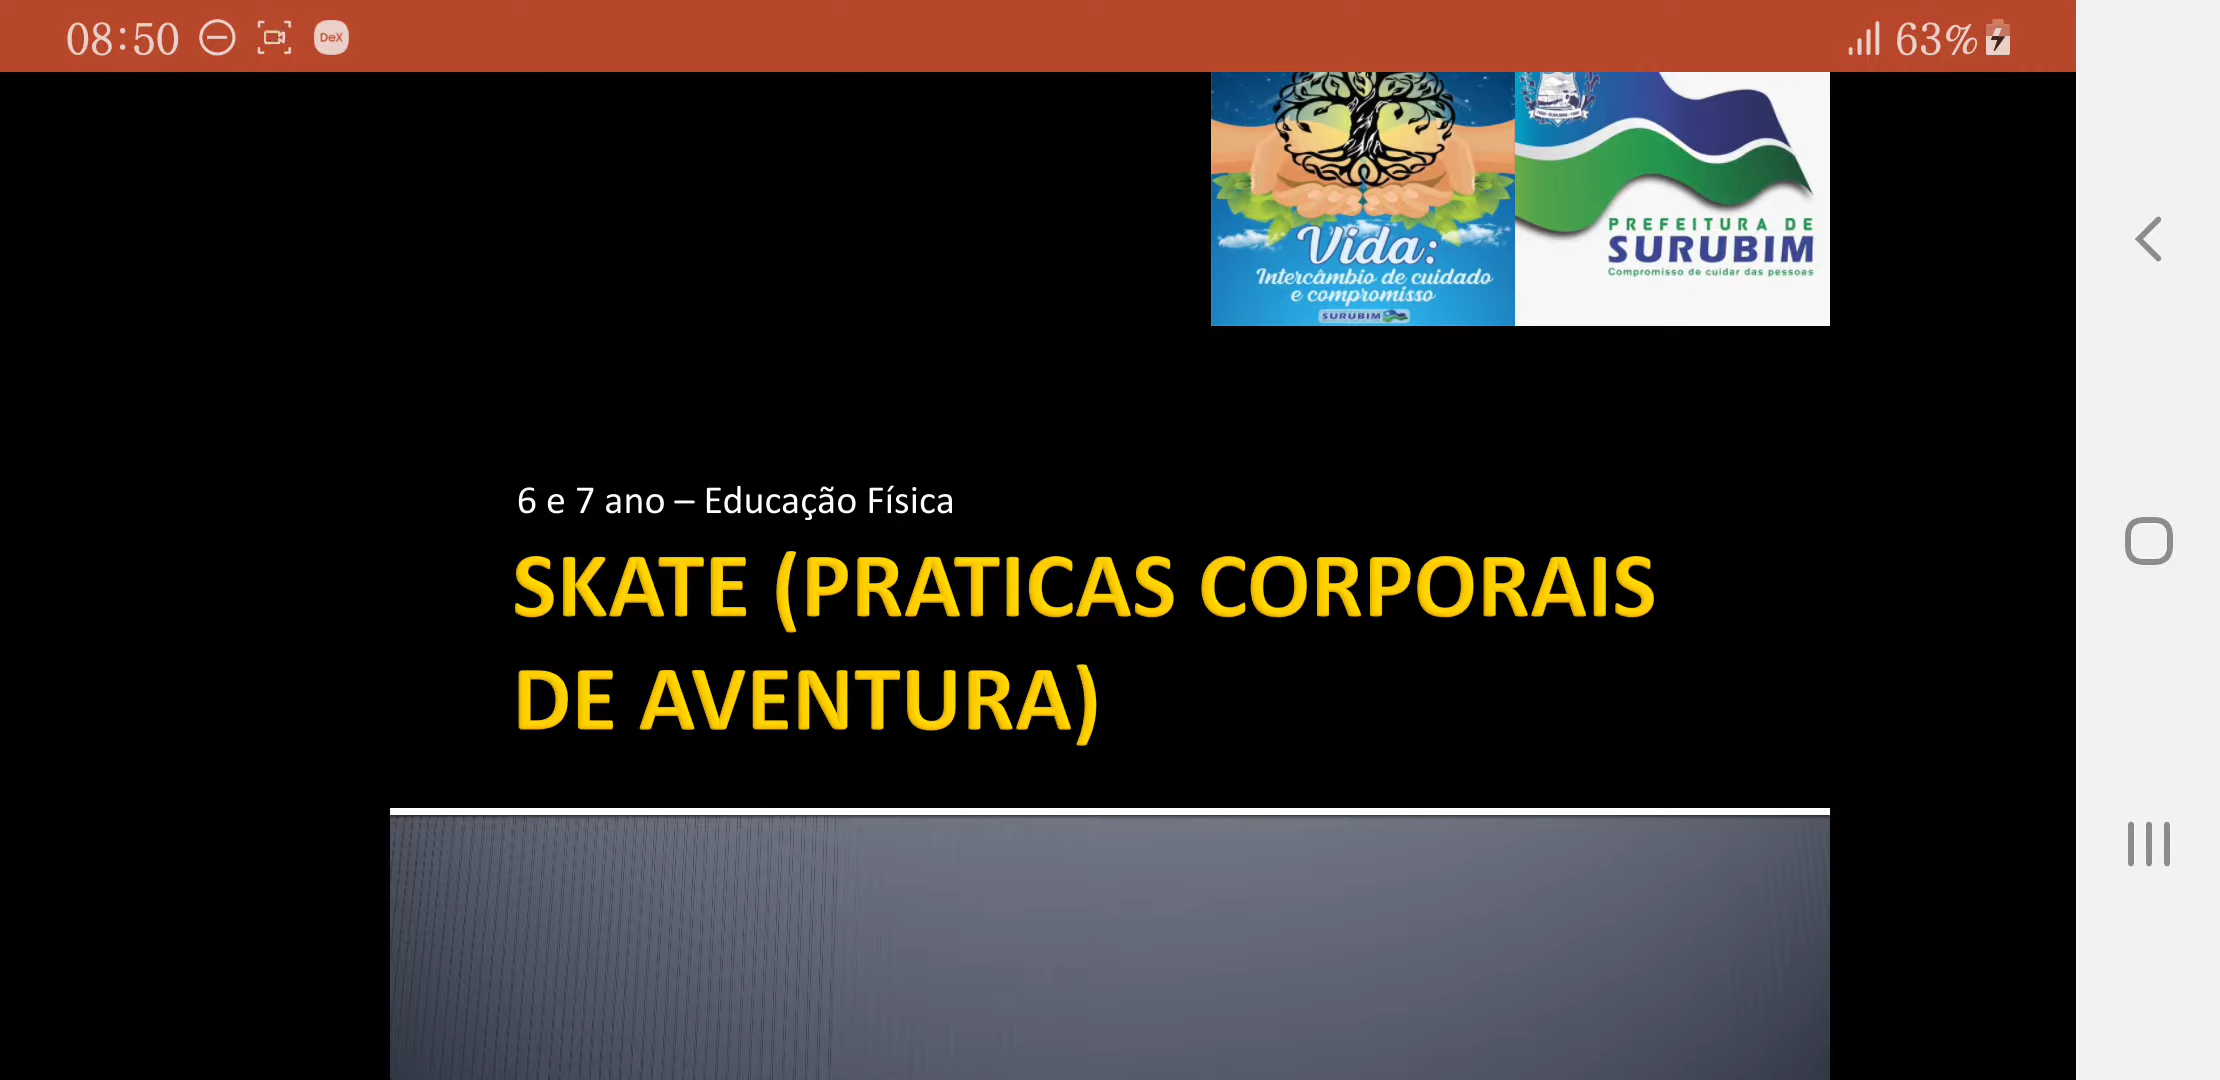 08:50
DeX
63%
Vida:
Intercâmbio de cuidado
e compromisso
SURUBIM
PREFEITURA DE
SURUBIM
Compromisso de cuidar das pessoas
6 e 7 ano – Educação Física
SKATE (PRATICAS CORPORAIS
DE AVENTURA)